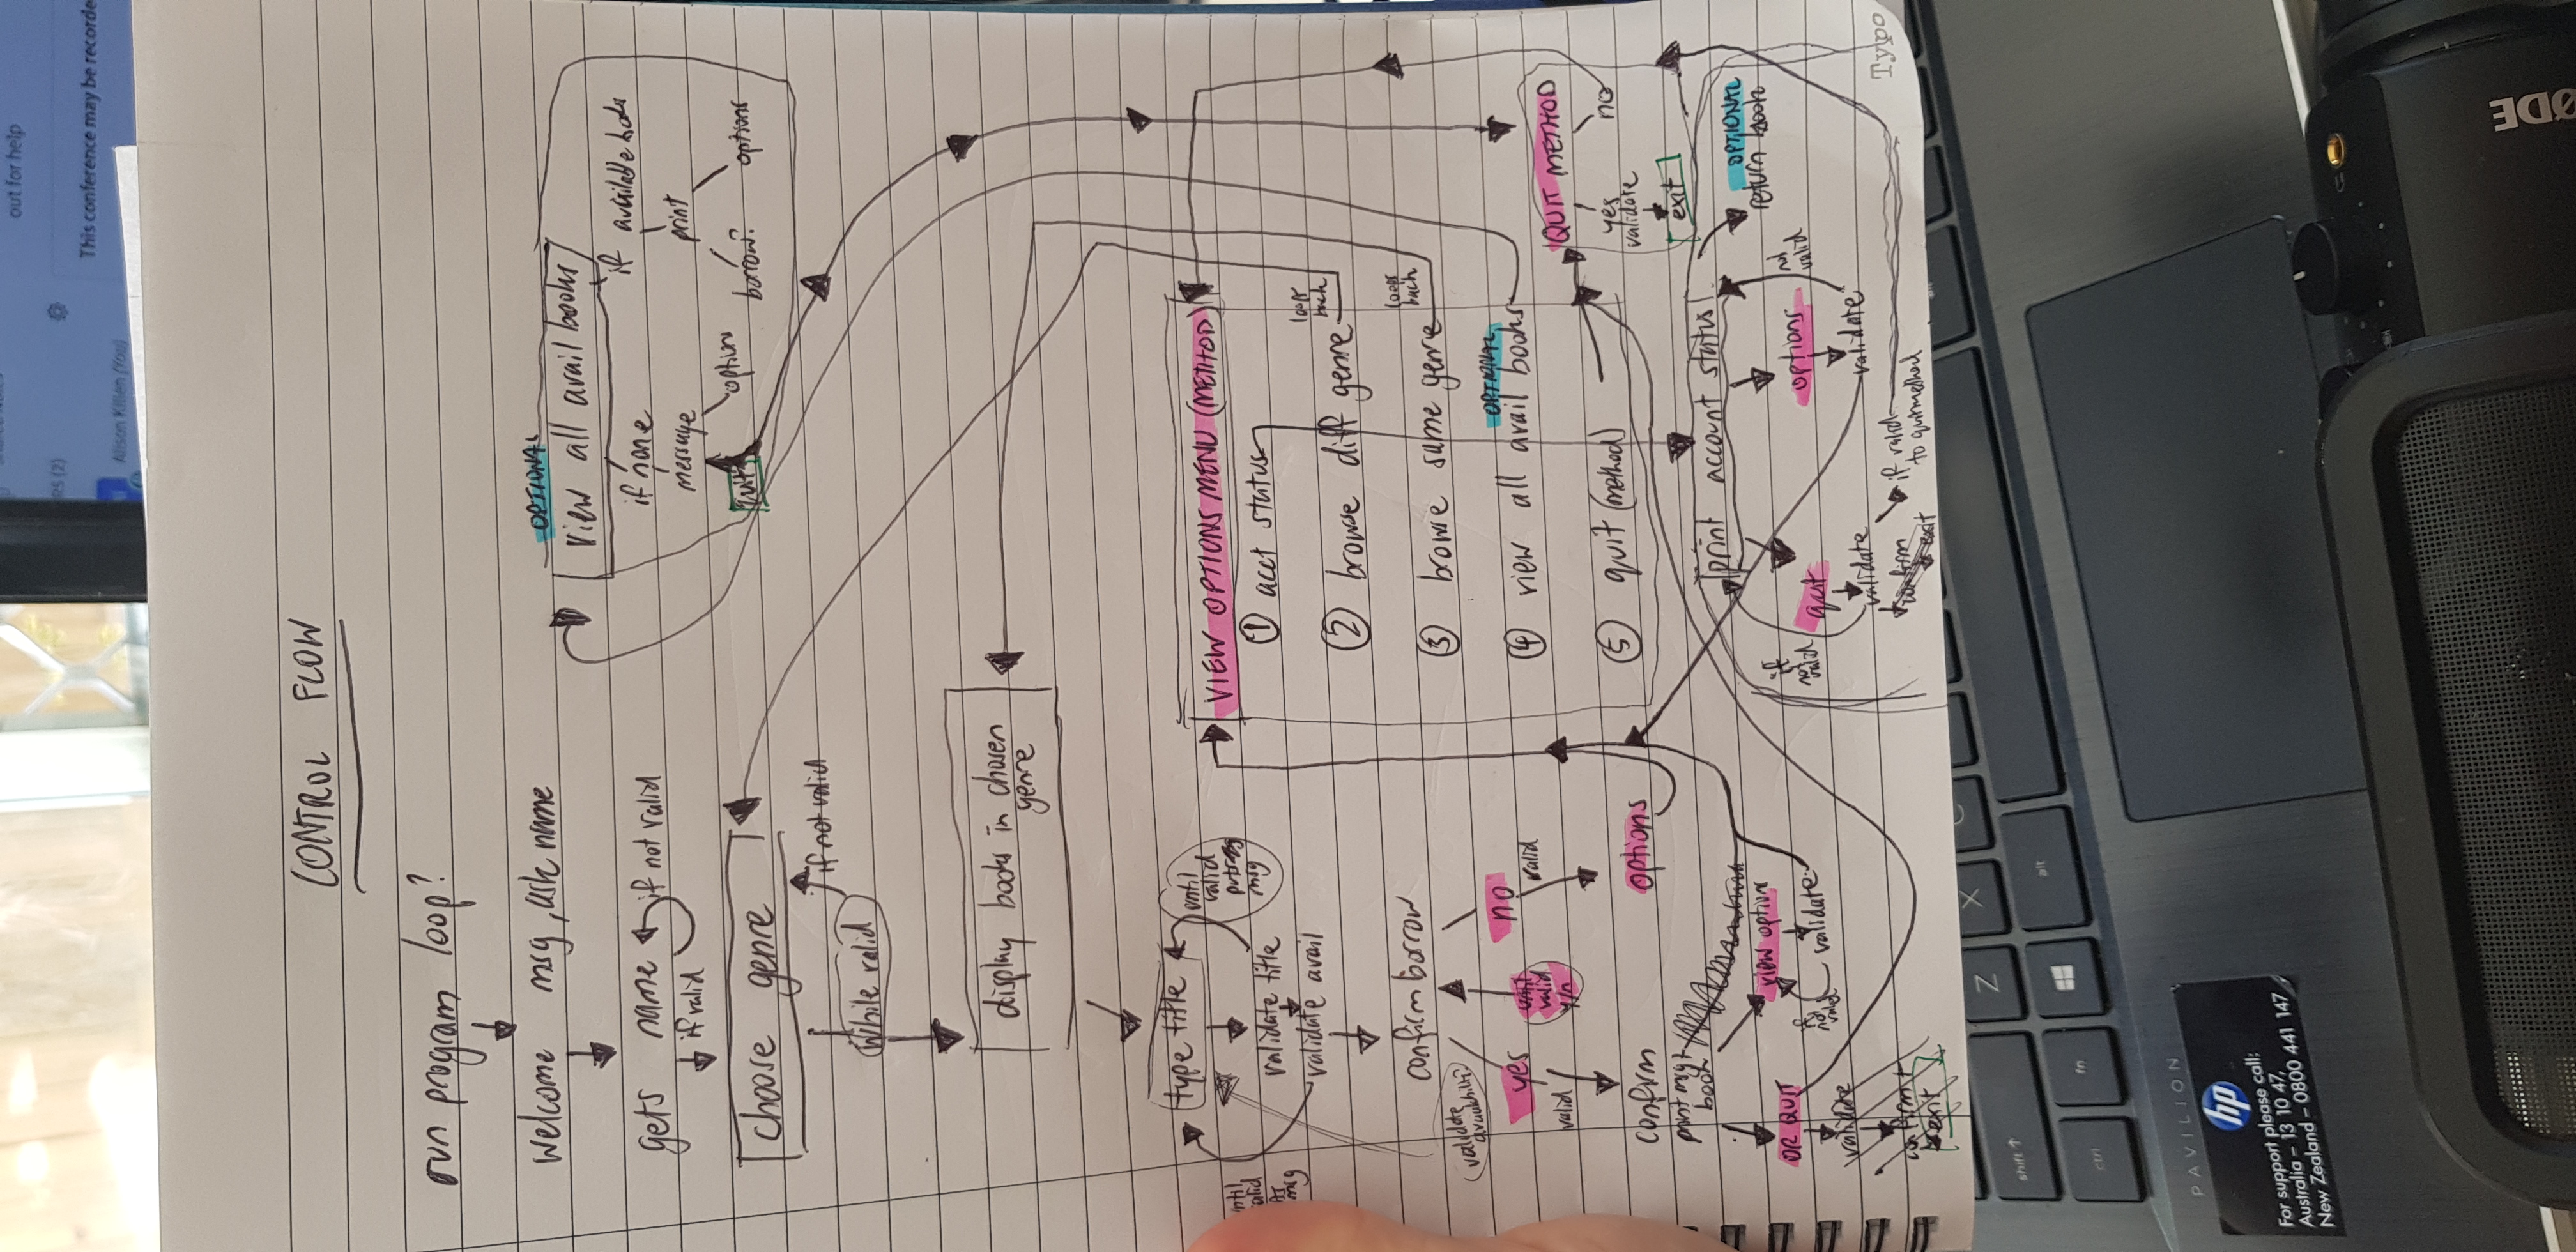 out for help
RS (2)
This conference may be recorde
Alison Killen (You)
CONTROL FLOW
run program loop?
Welcome msg, ask name
gets name if not valid
if valid
choose genre
if not valid
while valid
display books in chosen
genre
type title
until
valid
puts
msg
validate title
validate avail
confirm borrow
validate
availability?
yes
until
valid
y/n
no
valid
valid
confirm
options
print msg +
book
OR QUIT
view options
if
not
valid
validate
validate
confirm +
exit
OPTIONAL
view all avail books
if none
if available books
message
print
quit
options
borrow?
options
VIEW OPTIONS MENU (METHOD)
① acct status
② browse diff genre
loops
back
③ browse same genre
loops
back
OPTIONAL
④ view all avail books
⑤ quit (method)
QUIT METHOD
yes
no
validate
exit
print account status
OPTIONAL
return book
if
not
valid
quit
options
not
valid
validate
validate
confirm
exit
if valid
to quitmethod
Typo
shift
Z
X
C
ctrl
fn
alt
PAVILION
hp
For support please call:
Australia – 13 10 47,
New Zealand – 0800 441 147
RØDE